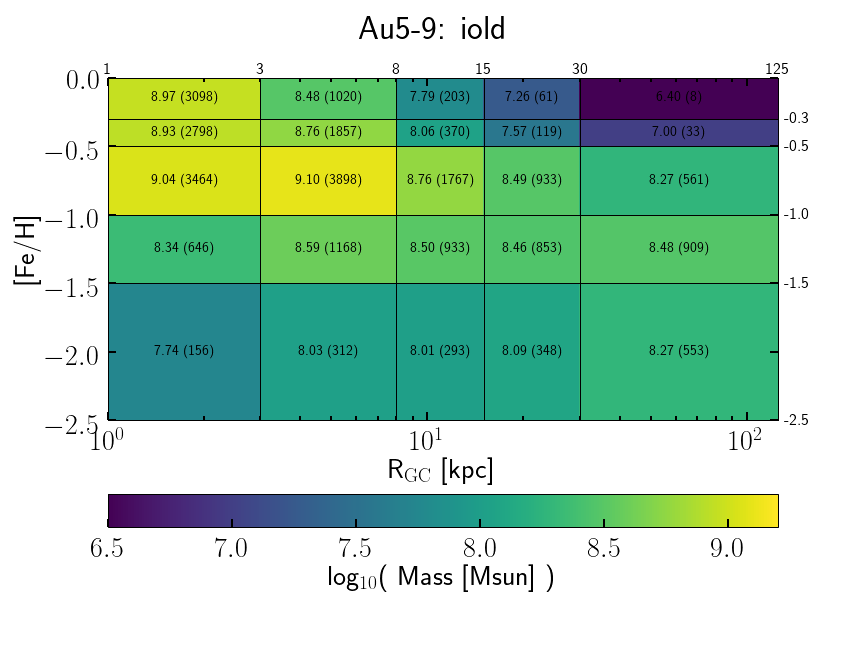 Au5-9: iold
1 3 8 15 30 125
0.0
8.97 (3098) 8.48 (1020) 7.79 (203) 7.26 (61) 6.40 (8)
-0.3
8.93 (2798) 8.76 (1857) 8.06 (370) 7.57 (119) 7.00 (33)
−0.5 -0.5
9.04 (3464) 9.10 (3898) 8.76 (1767) 8.49 (933) 8.27 (561)
−1.0 -1.0
[Fe/H]
8.34 (646) 8.59 (1168) 8.50 (933) 8.46 (853) 8.48 (909)
−1.5 -1.5
7.74 (156) 8.03 (312) 8.01 (293) 8.09 (348) 8.27 (553)
−2.0
−2.5 -2.5
10^0 10^1 10^2
R_GC [kpc]
6.5 7.0 7.5 8.0 8.5 9.0
log_10( Mass [Msun] )